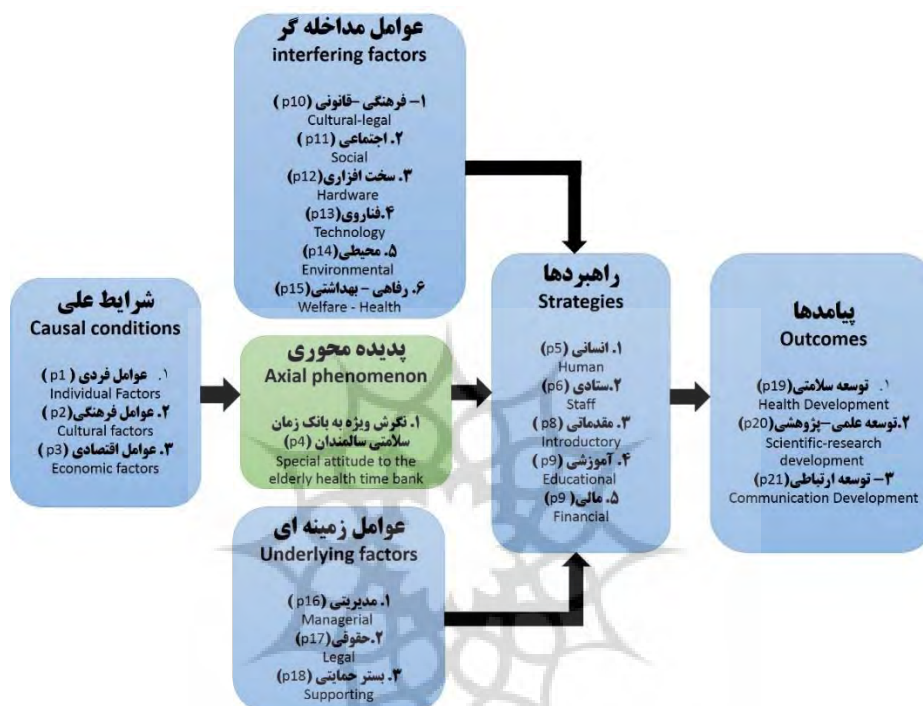 عوامل مداخله گر
interfering factors
۱– فرهنگی -قانونی (p10)
Cultural-legal
۲. اجتماعی (p11)
Social
۳. سخت افزاری(p12)
Hardware
۴.فناروی(p13)
Technology
۵. محیطی (p14)
Environmental
۶. رفاهی - بهداشتی(p15)
Welfare - Health
شرایط علی
Causal conditions
۱. عوامل فردی (p1)
Individual Factors
۲. عوامل فرهنگی(p2)
Cultural factors
۳. عوامل اقتصادی(p3)
Economic factors
پدیده محوری
Axial phenomenon
۱.نگرش ویژه به بانک زمان
سلامتی سالمندان (p4)
Special attitude to the
elderly health time bank
عوامل زمینه ای
Underlying factors
۱. مدیریتی (p16)
Managerial
۲.حقوقی(p17)
Legal
۳. بستر حمایتی (p18)
Supporting
راهبردها
Strategies
۱. انسانی (p5)
Human
۲.ستادی (p6)
Staff
۳. مقدماتی (p8)
Introductory
۴. آموزشی (p9)
Educational
۵. مالی (p9)
Financial
پیامدها
Outcomes
۱. توسعه سلامتی(p19)
Health Development
۲.توسعه علمی-پژوهشی(p20)
Scientific-research
development
۳– توسعه ارتباطی(p21)
Communication Development